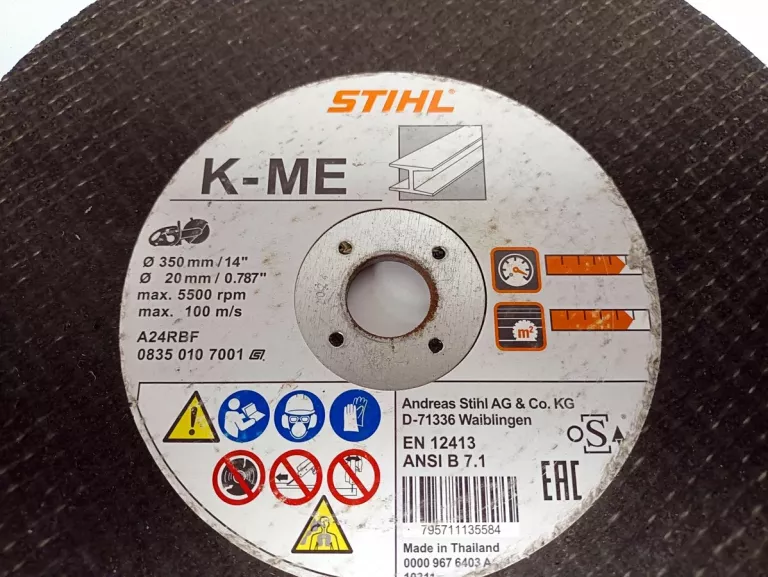 STIHL
K-ME
Ø 350 mm / 14"
Ø 20 mm / 0.787"
max. 5500 rpm
max. 100 m/s
A24RBF
0835 010 7001
m²
Andreas Stihl AG & Co. KG
D-71336 Waiblingen
EN 12413
ANSI B 7.1
S
EAC
795711135584
Made in Thailand
0000 967 6403 A